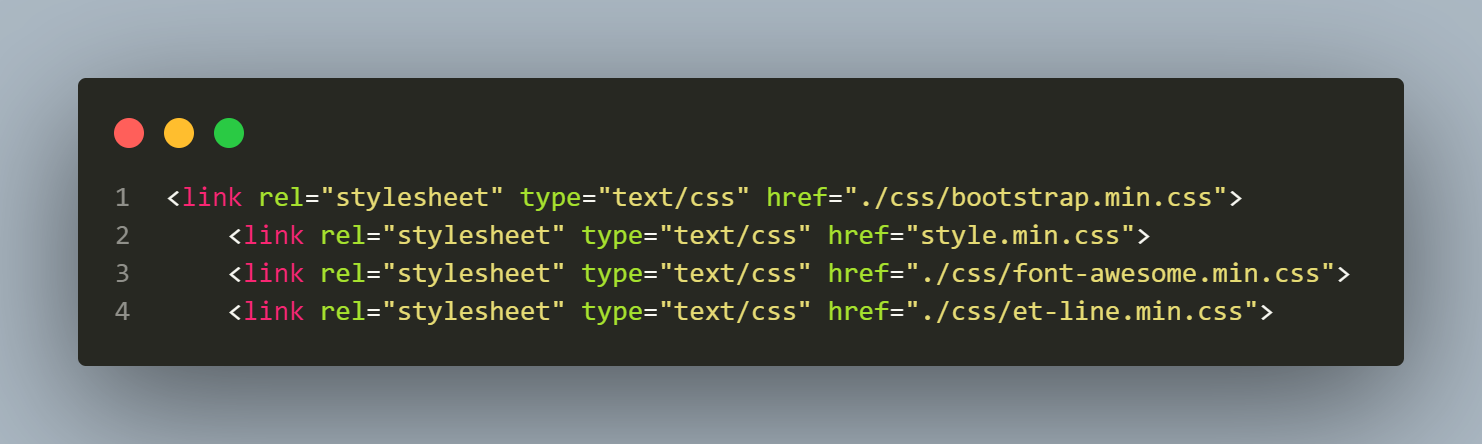 1 <link rel="stylesheet" type="text/css" href="./css/bootstrap.min.css">
2     <link rel="stylesheet" type="text/css" href="style.min.css">
3     <link rel="stylesheet" type="text/css" href="./css/font-awesome.min.css">
4     <link rel="stylesheet" type="text/css" href="./css/et-line.min.css">